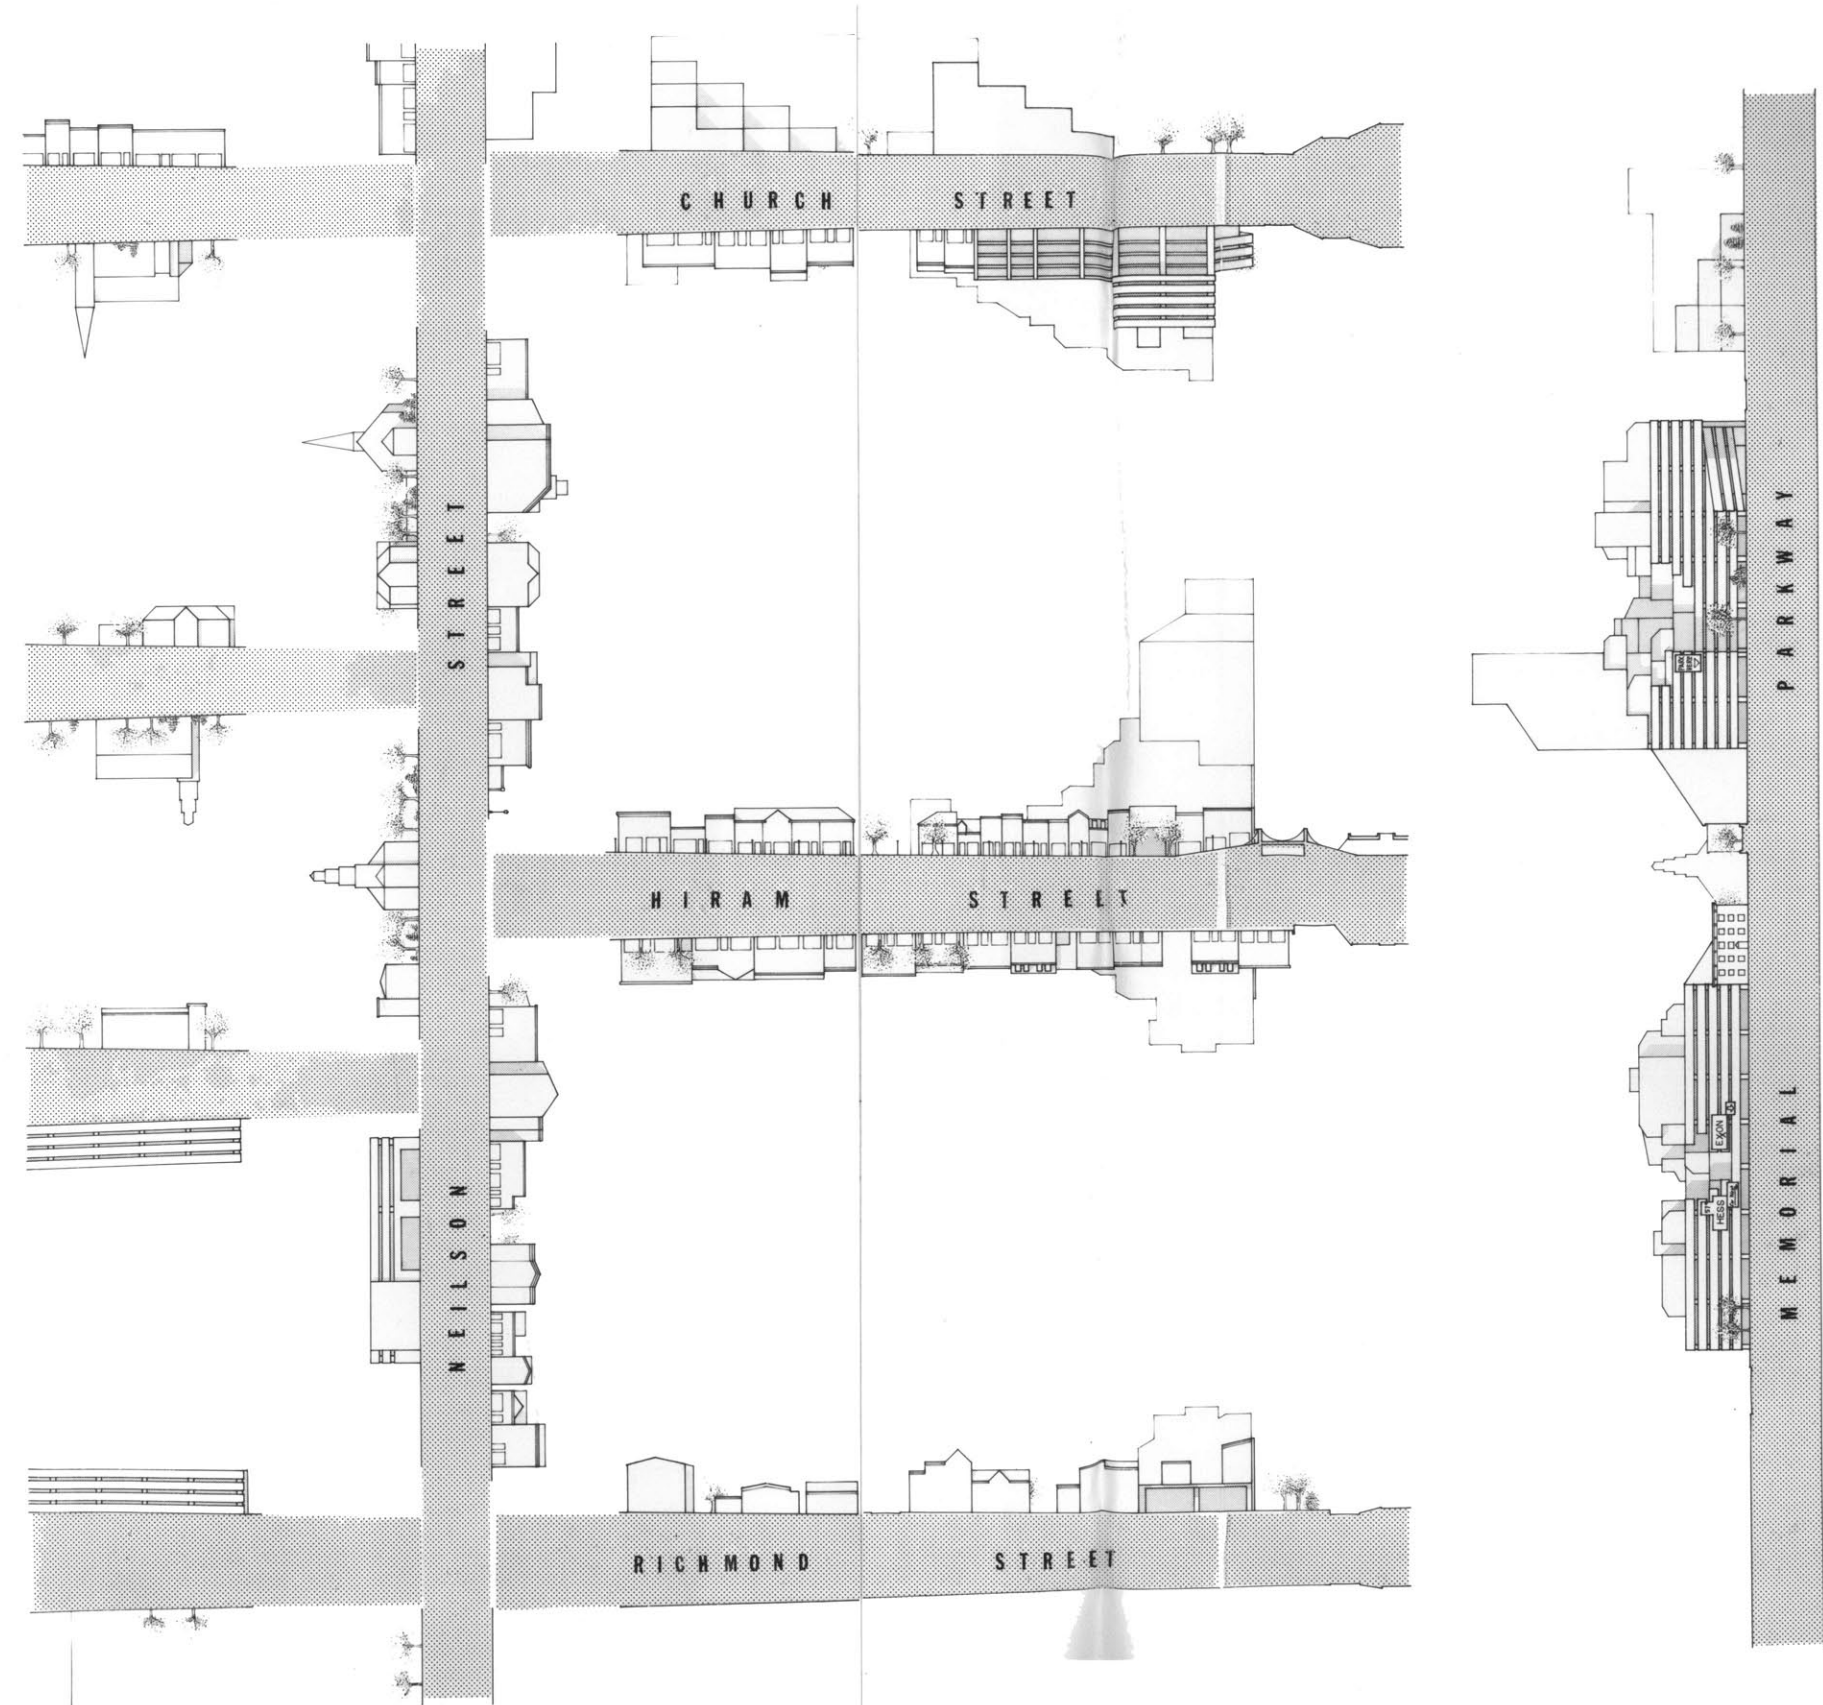 CHURCH STREET
NEILSON STREET
HIRAM STREET
RICHMOND STREET
MEMORIAL PARKWAY
EXXON
HESS